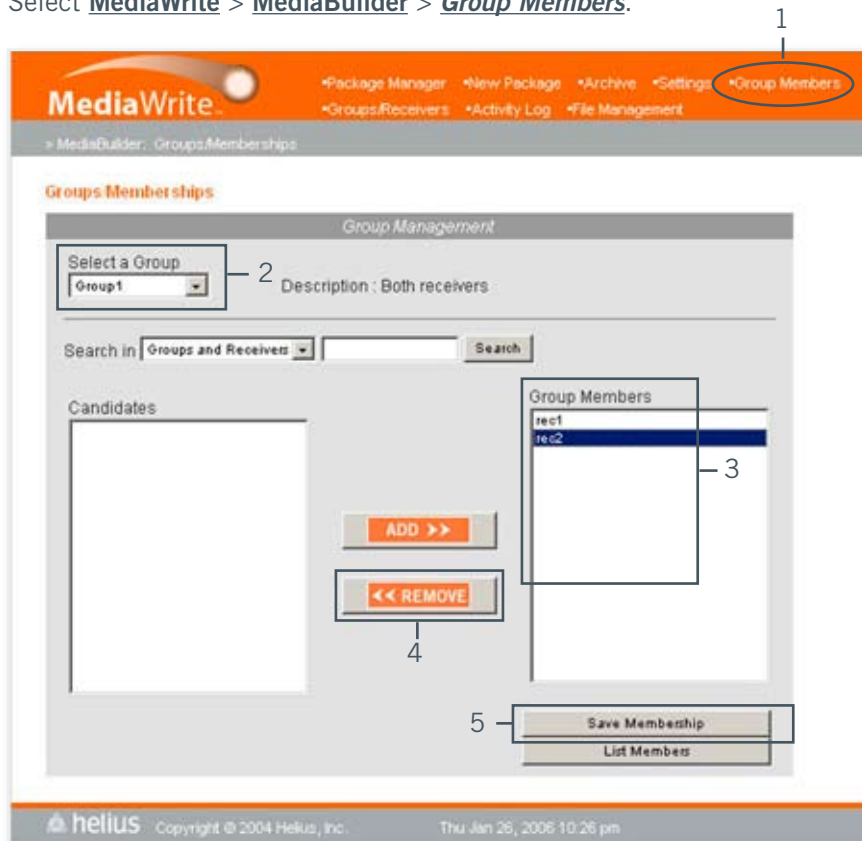 Select MediaWrite > MediaBuilder > Group Members.
1
MediaWrite
•Package Manager •New Package •Archive •Settings •Group Members
•Groups/Receivers •Activity Log •File Management
» MediaBuilder: Groups/Memberships
Groups Memberships
Group Management
Select a Group
Group1
2
Description : Both receivers
Search in Groups and Receivers Search
Candidates
Group Members
rec1
rec2
3
ADD >>
<< REMOVE
4
5
Save Membership
List Members
helius Copyright © 2004 Helius, Inc. Thu Jan 26, 2006 10:26 pm